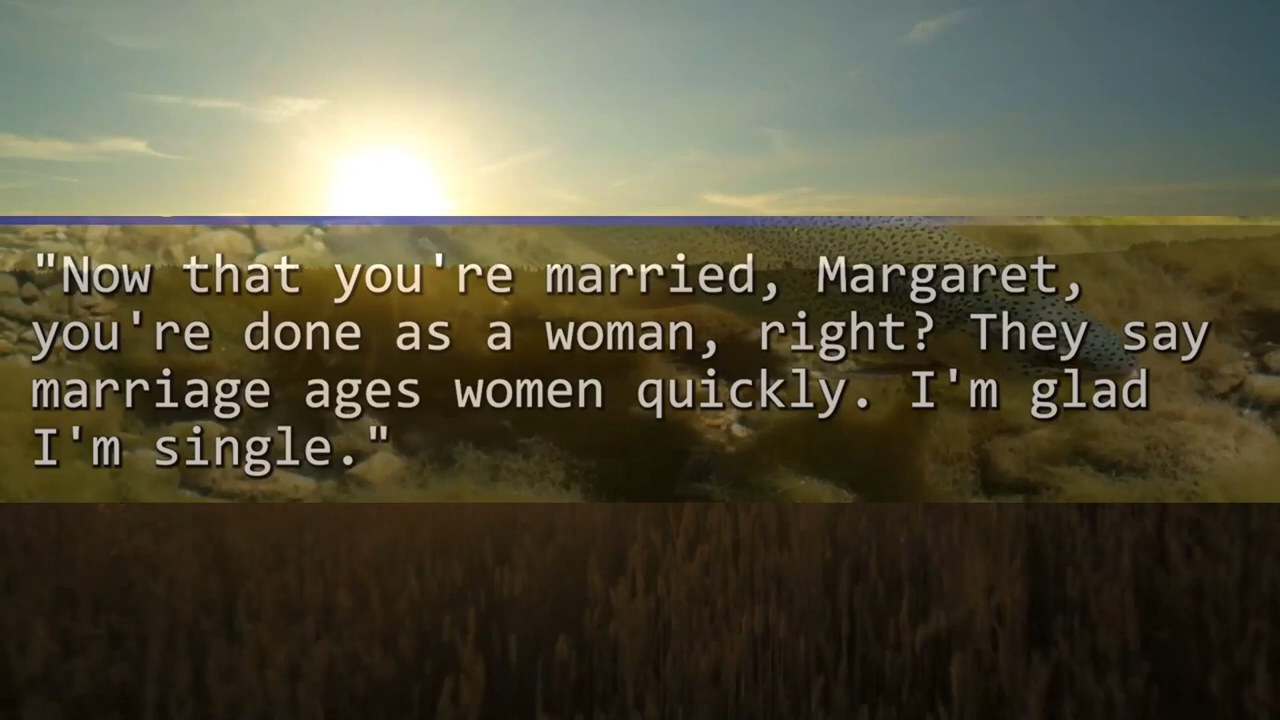 "Now that you're married, Margaret,
you're done as a woman, right? They say
marriage ages women quickly. I'm glad
I'm single."